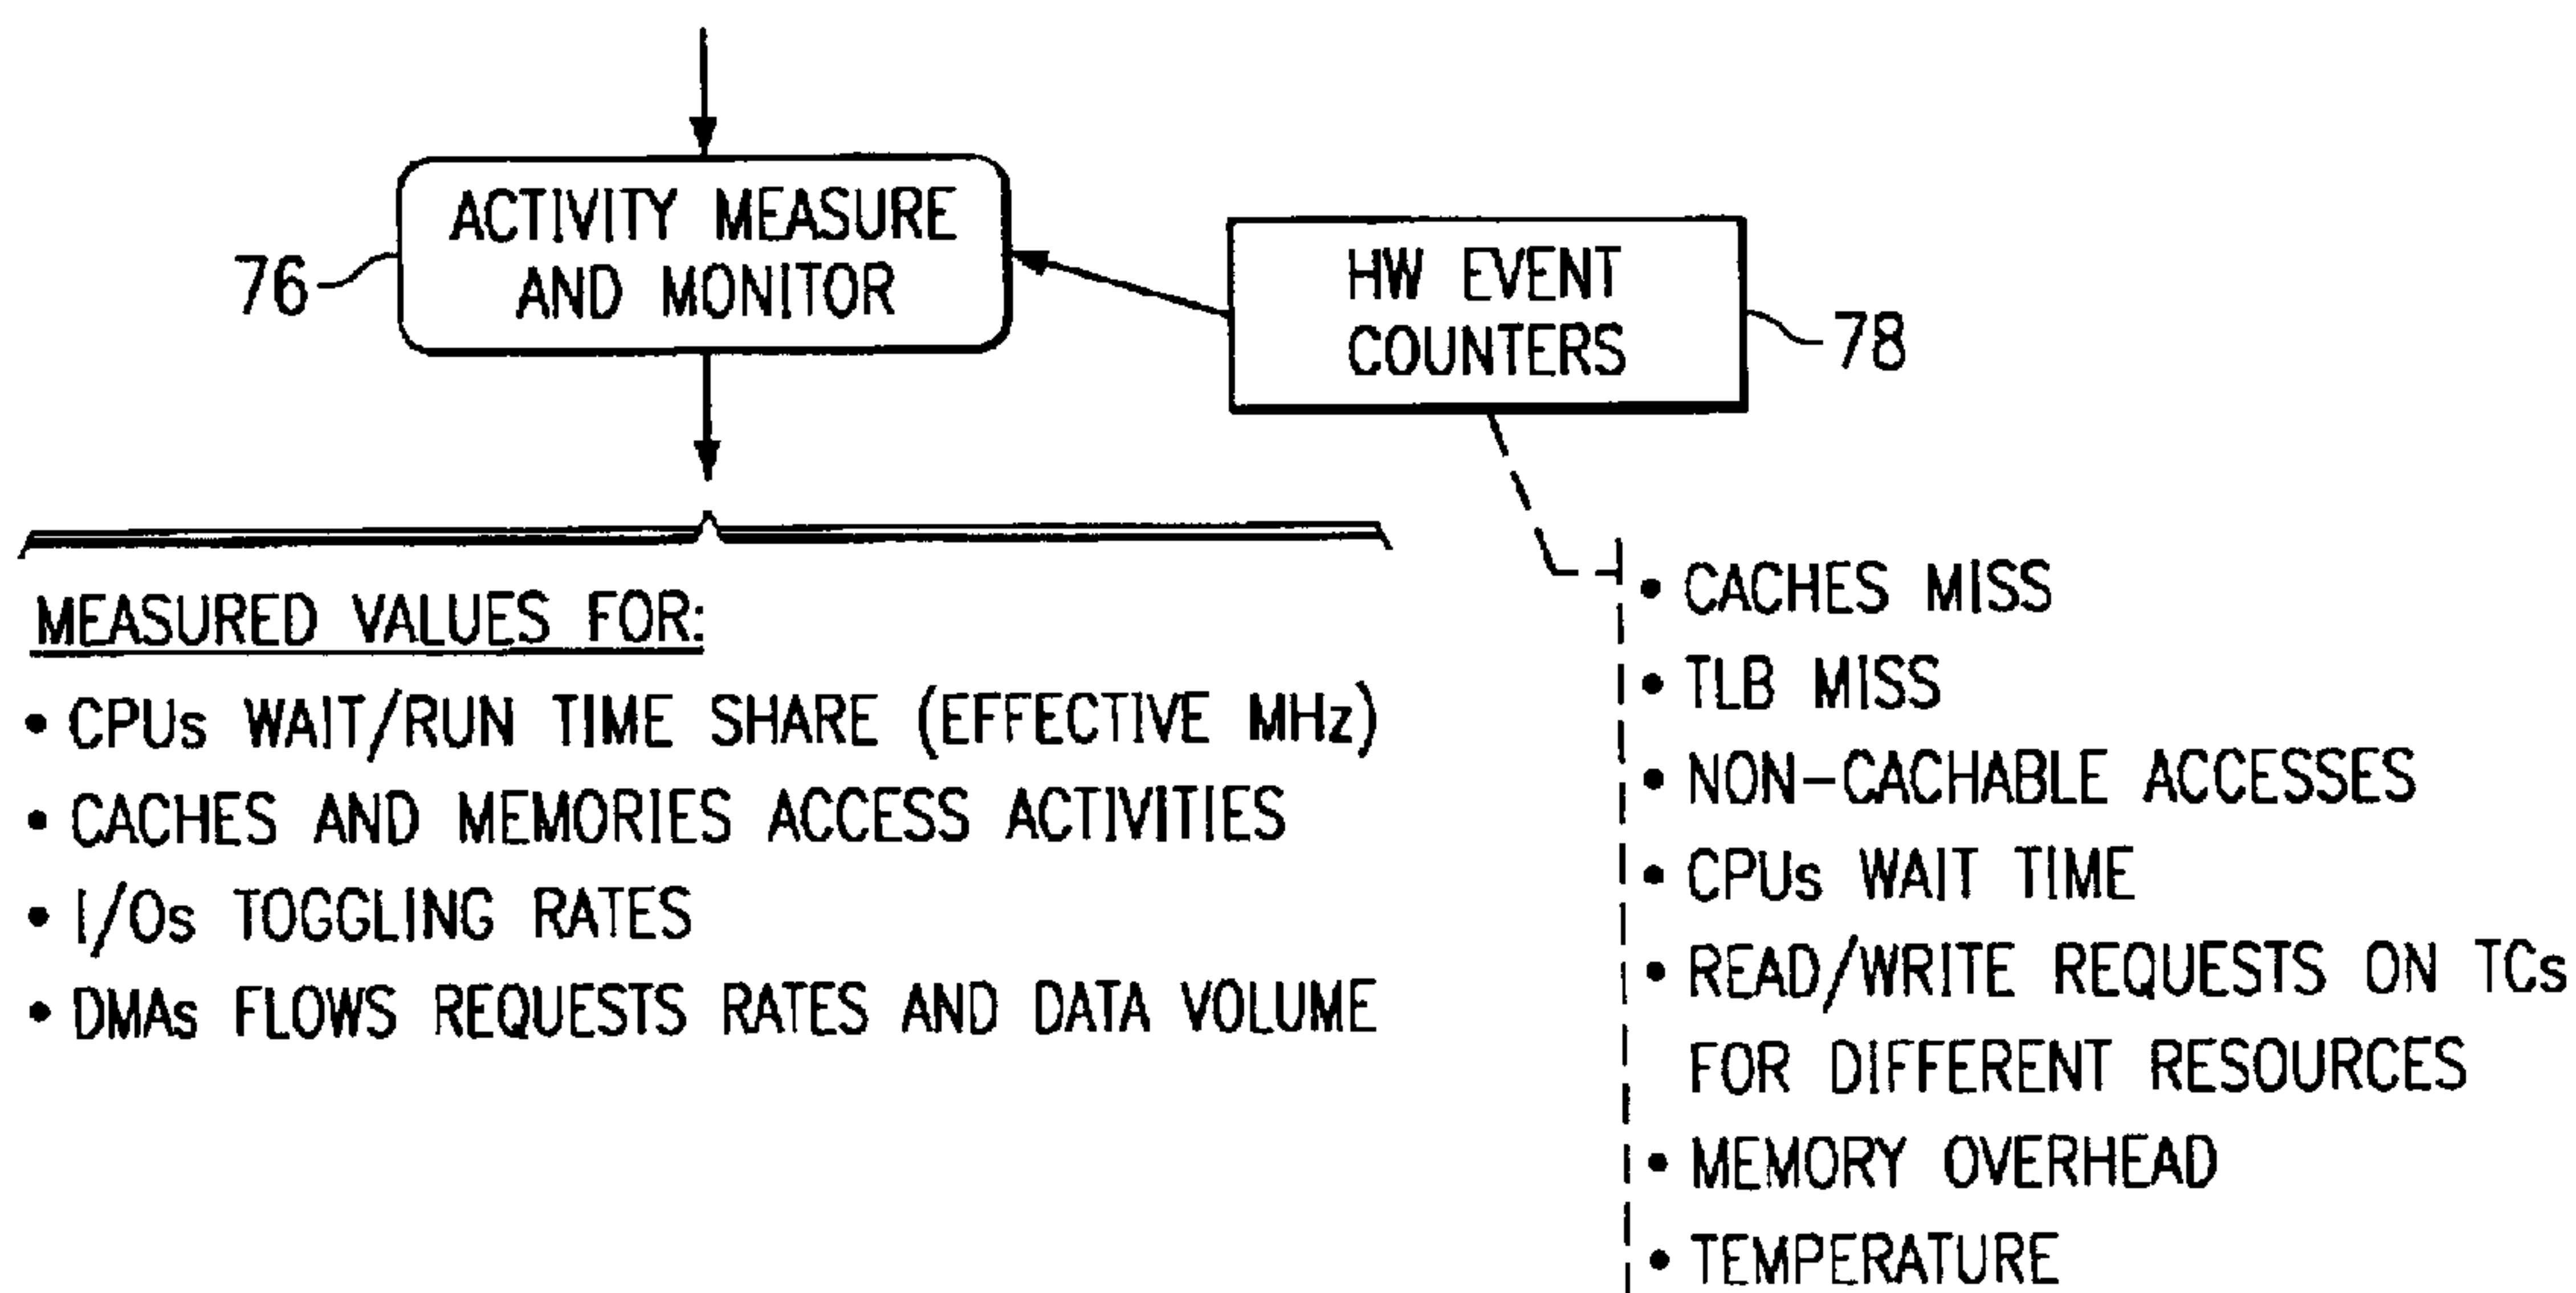 ACTIVITY MEASURE
AND MONITOR
76
HW EVENT
COUNTERS
78
MEASURED VALUES FOR:
• CPUs WAIT/RUN TIME SHARE (EFFECTIVE MHz)
• CACHES AND MEMORIES ACCESS ACTIVITIES
• I/Os TOGGLING RATES
• DMAs FLOWS REQUESTS RATES AND DATA VOLUME
• CACHES MISS
• TLB MISS
• NON-CACHABLE ACCESSES
• CPUs WAIT TIME
• READ/WRITE REQUESTS ON TCs
FOR DIFFERENT RESOURCES
• MEMORY OVERHEAD
• TEMPERATURE